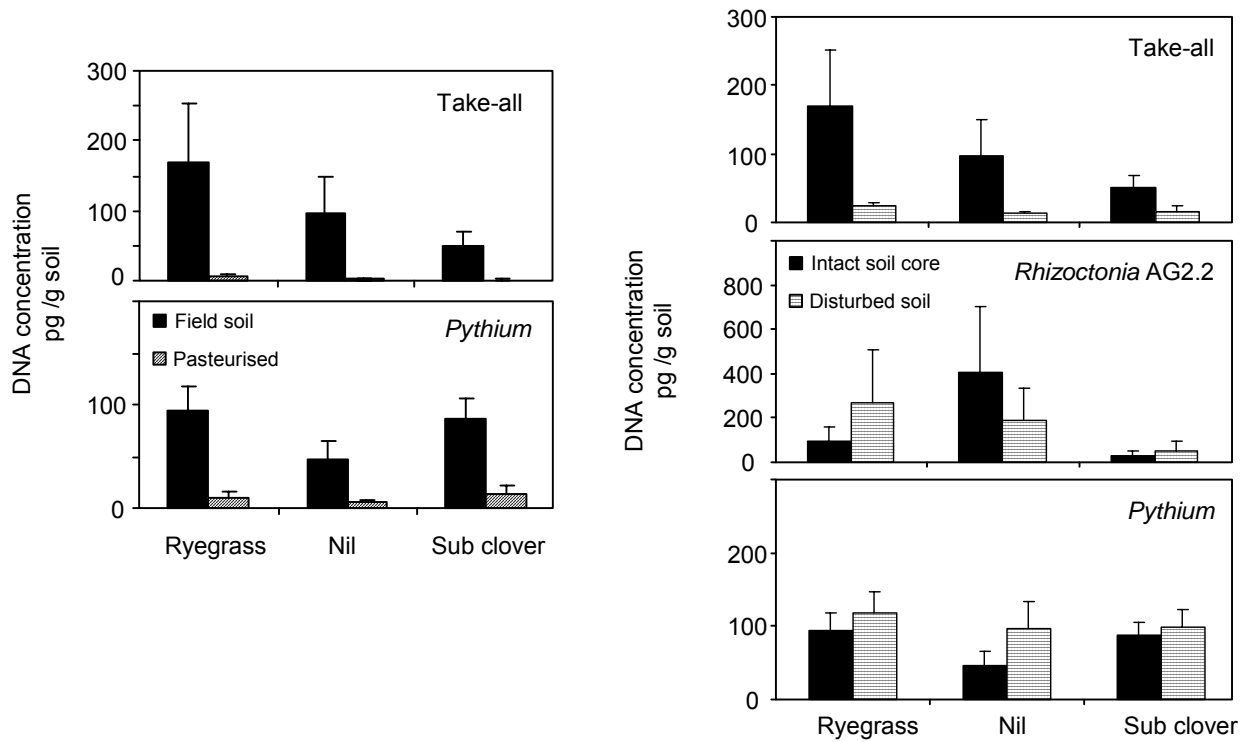 300
200
100
0
Take-all
DNA concentration
pg /g soil
Field soil
Pasteurised
Pythium
100
0
Ryegrass Nil Sub clover
300
200
100
0
Take-all
DNA concentration
pg /g soil
Intact soil core
Disturbed soil
Rhizoctonia AG2.2
800
600
400
200
0
Pythium
200
100
0
Ryegrass Nil Sub clover